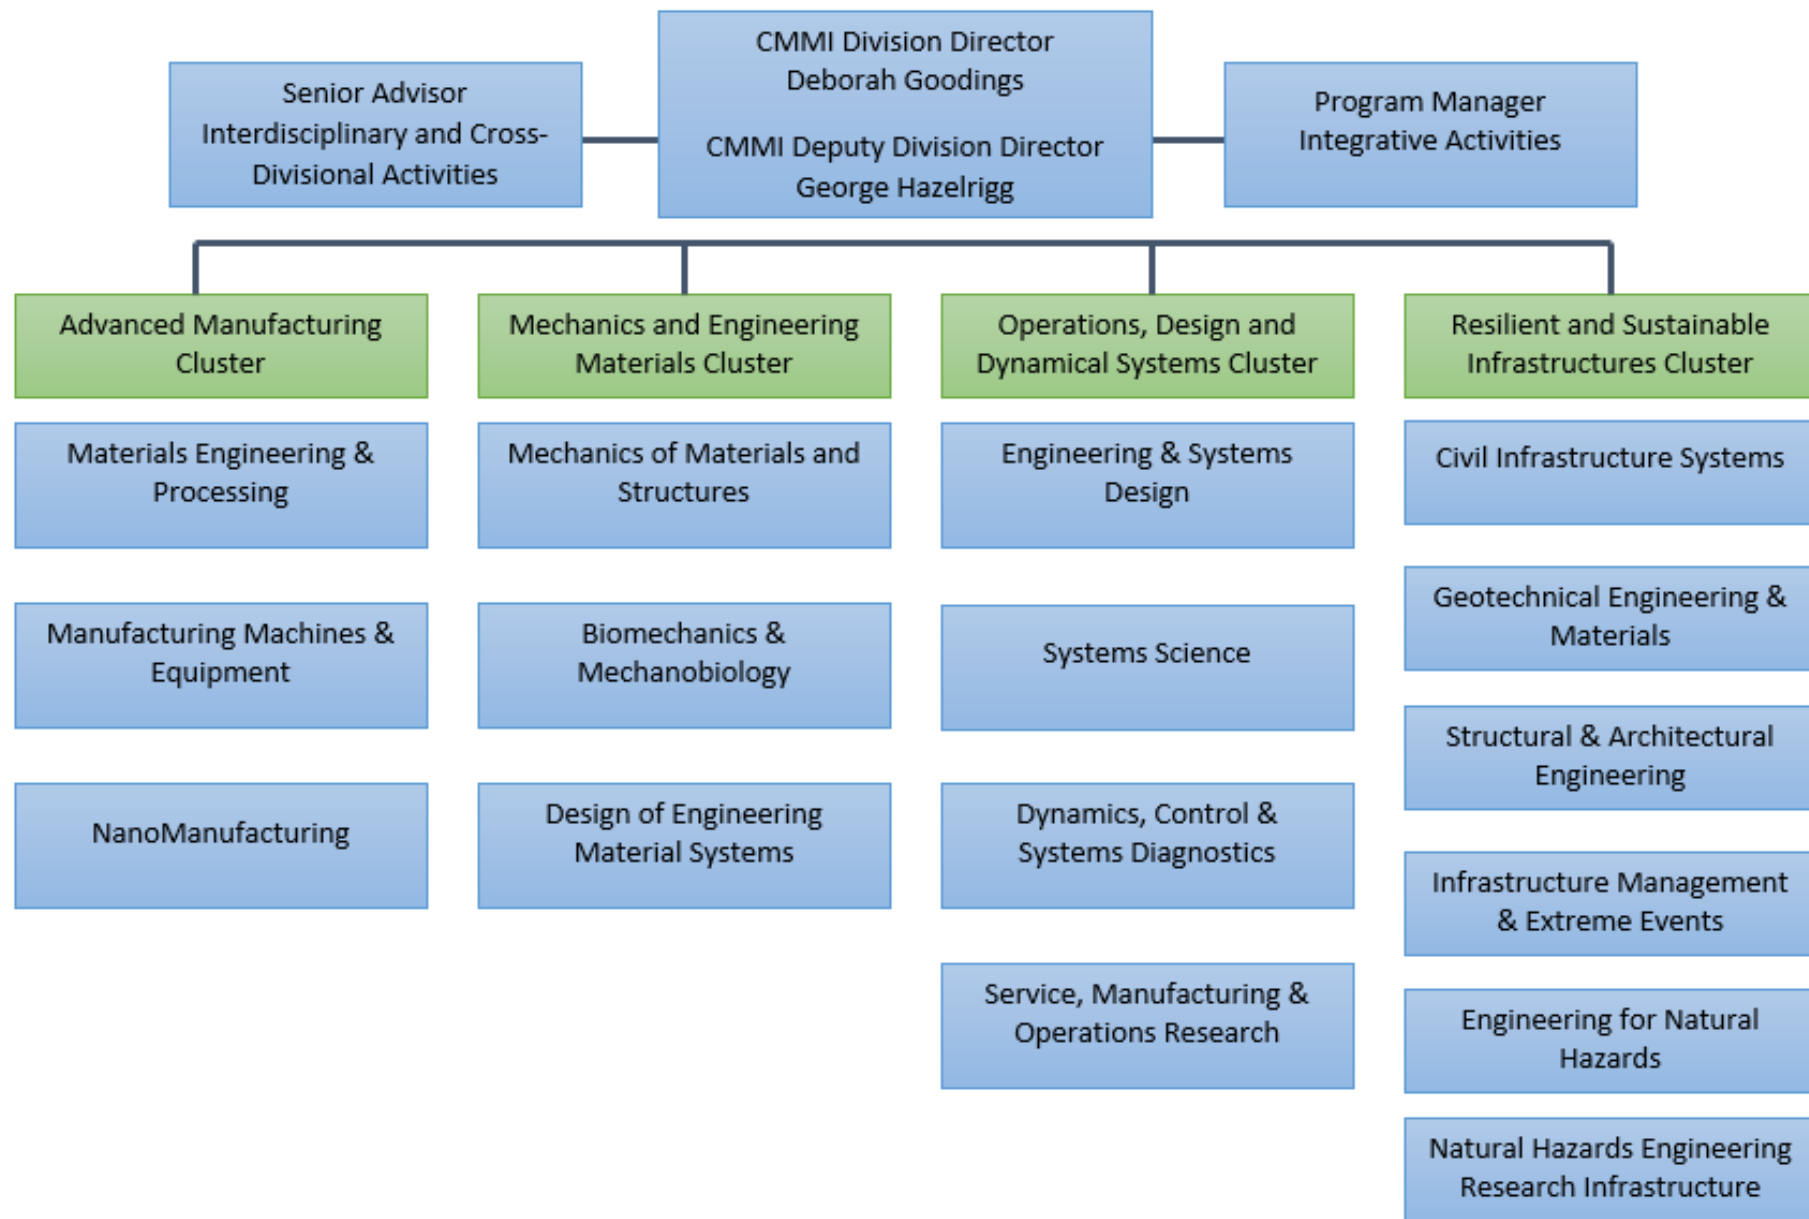 CMMI Division Director
Deborah Goodings
CMMI Deputy Division Director
George Hazelrigg
Senior Advisor
Interdisciplinary and Cross-
Divisional Activities
Program Manager
Integrative Activities
Advanced Manufacturing
Cluster
Materials Engineering &
Processing
Manufacturing Machines &
Equipment
NanoManufacturing
Mechanics and Engineering
Materials Cluster
Mechanics of Materials and
Structures
Biomechanics &
Mechanobiology
Design of Engineering
Material Systems
Operations, Design and
Dynamical Systems Cluster
Engineering & Systems
Design
Systems Science
Dynamics, Control &
Systems Diagnostics
Service, Manufacturing &
Operations Research
Resilient and Sustainable
Infrastructures Cluster
Civil Infrastructure Systems
Geotechnical Engineering &
Materials
Structural & Architectural
Engineering
Infrastructure Management
& Extreme Events
Engineering for Natural
Hazards
Natural Hazards Engineering
Research Infrastructure